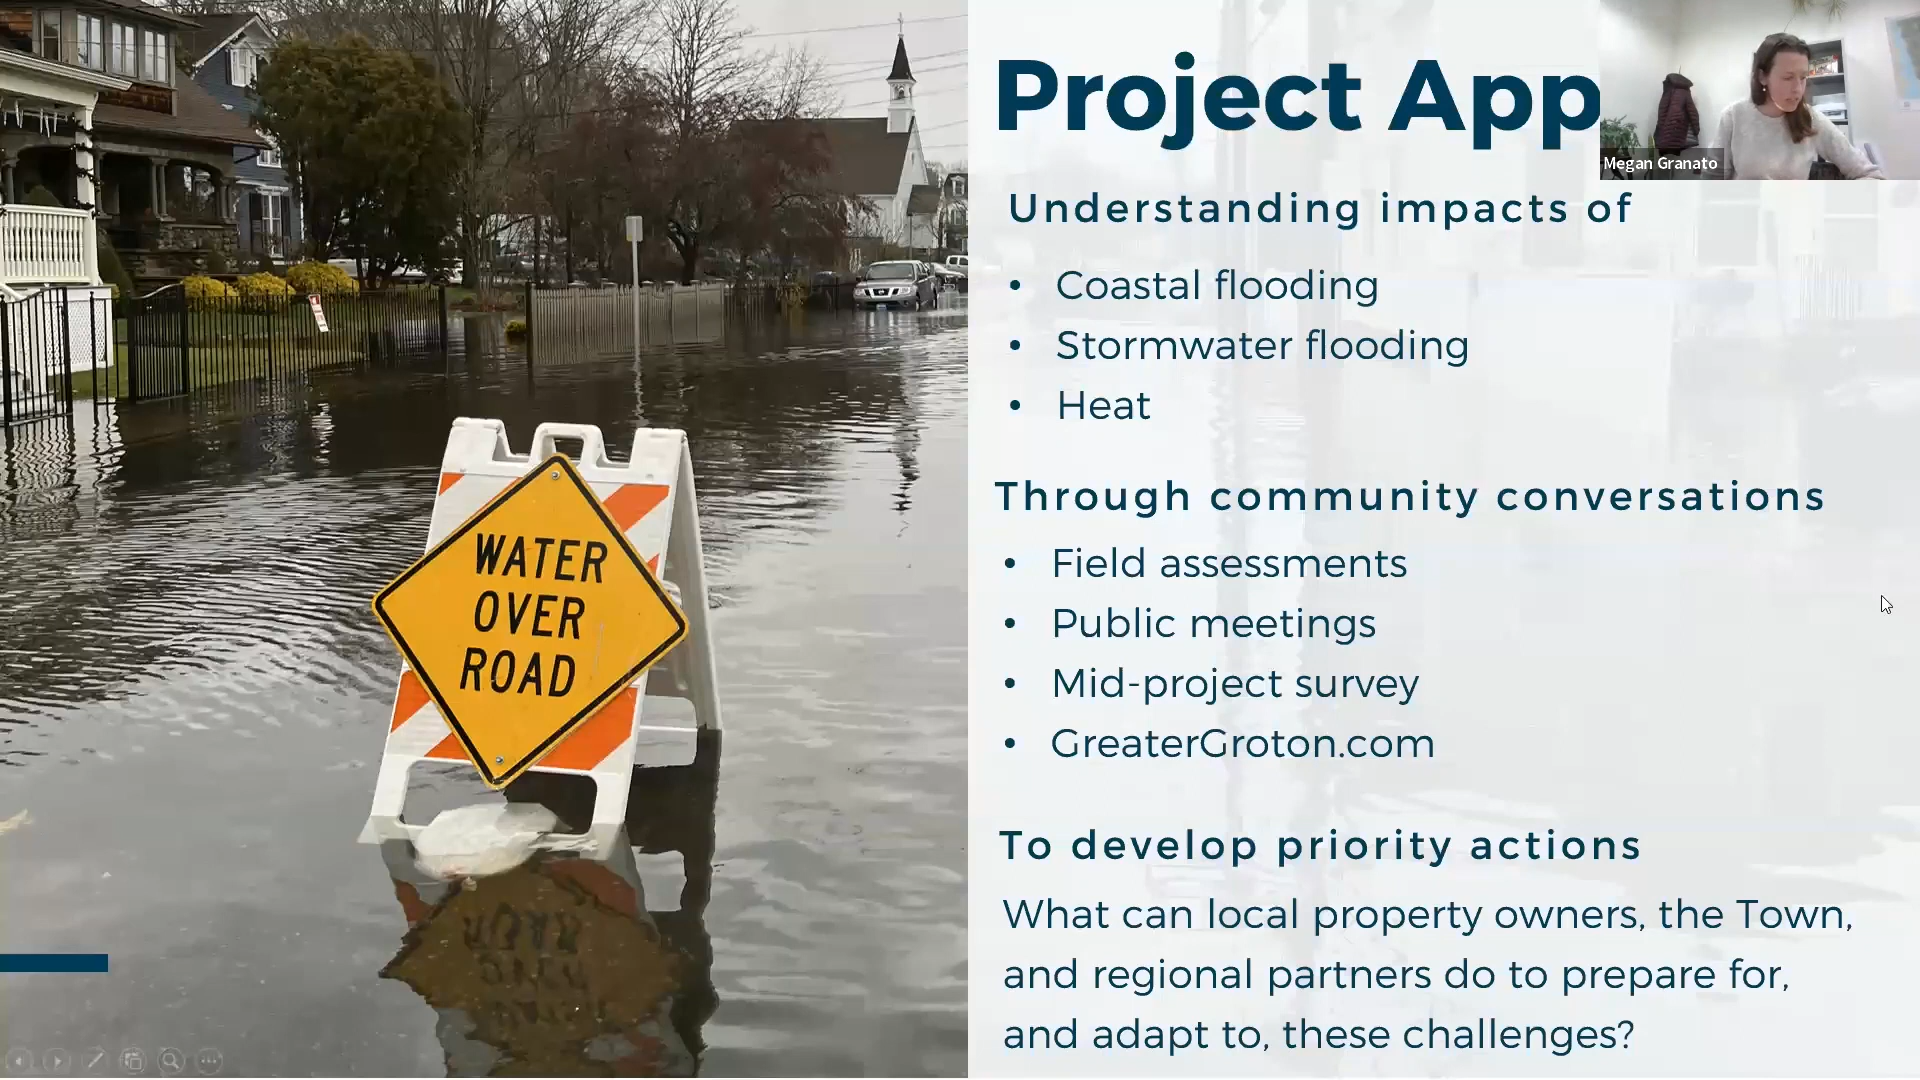 Project App
Megan Granato
Understanding impacts of
• Coastal flooding
• Stormwater flooding
• Heat
Through community conversations
• Field assessments
• Public meetings
• Mid-project survey
• GreaterGroton.com
To develop priority actions
What can local property owners, the Town,
and regional partners do to prepare for,
and adapt to, these challenges?
WATER
OVER
ROAD